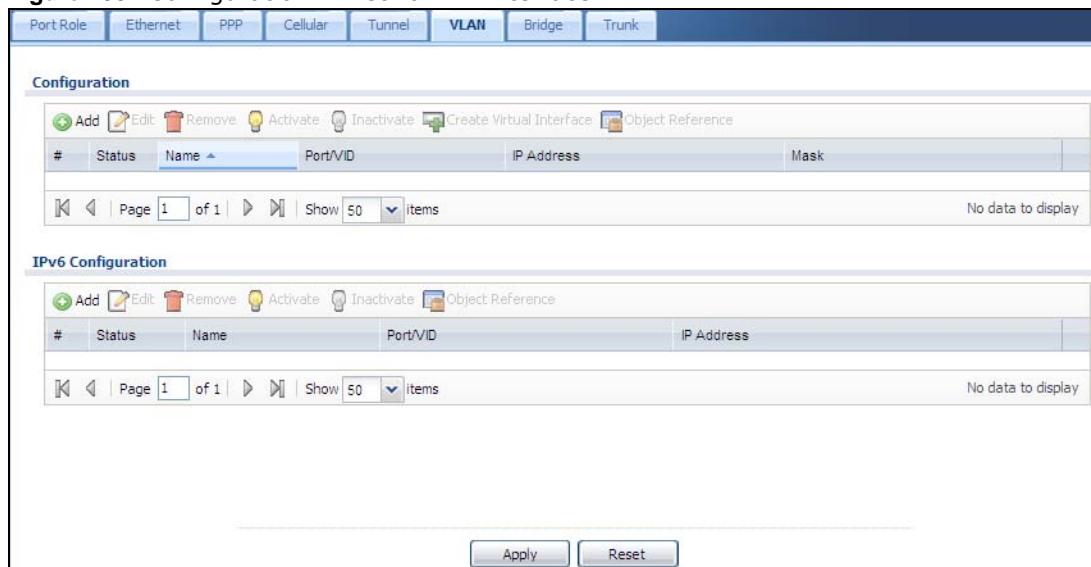 Port Role Ethernet PPP Cellular Tunnel VLAN Bridge Trunk
Configuration
Add Edit Remove Activate Inactivate Create Virtual Interface Object Reference
# Status Name Port/VID IP Address Mask
Page 1 of 1 Show 50 items No data to display
IPv6 Configuration
Add Edit Remove Activate Inactivate Object Reference
# Status Name Port/VID IP Address
Page 1 of 1 Show 50 items No data to display
Apply Reset